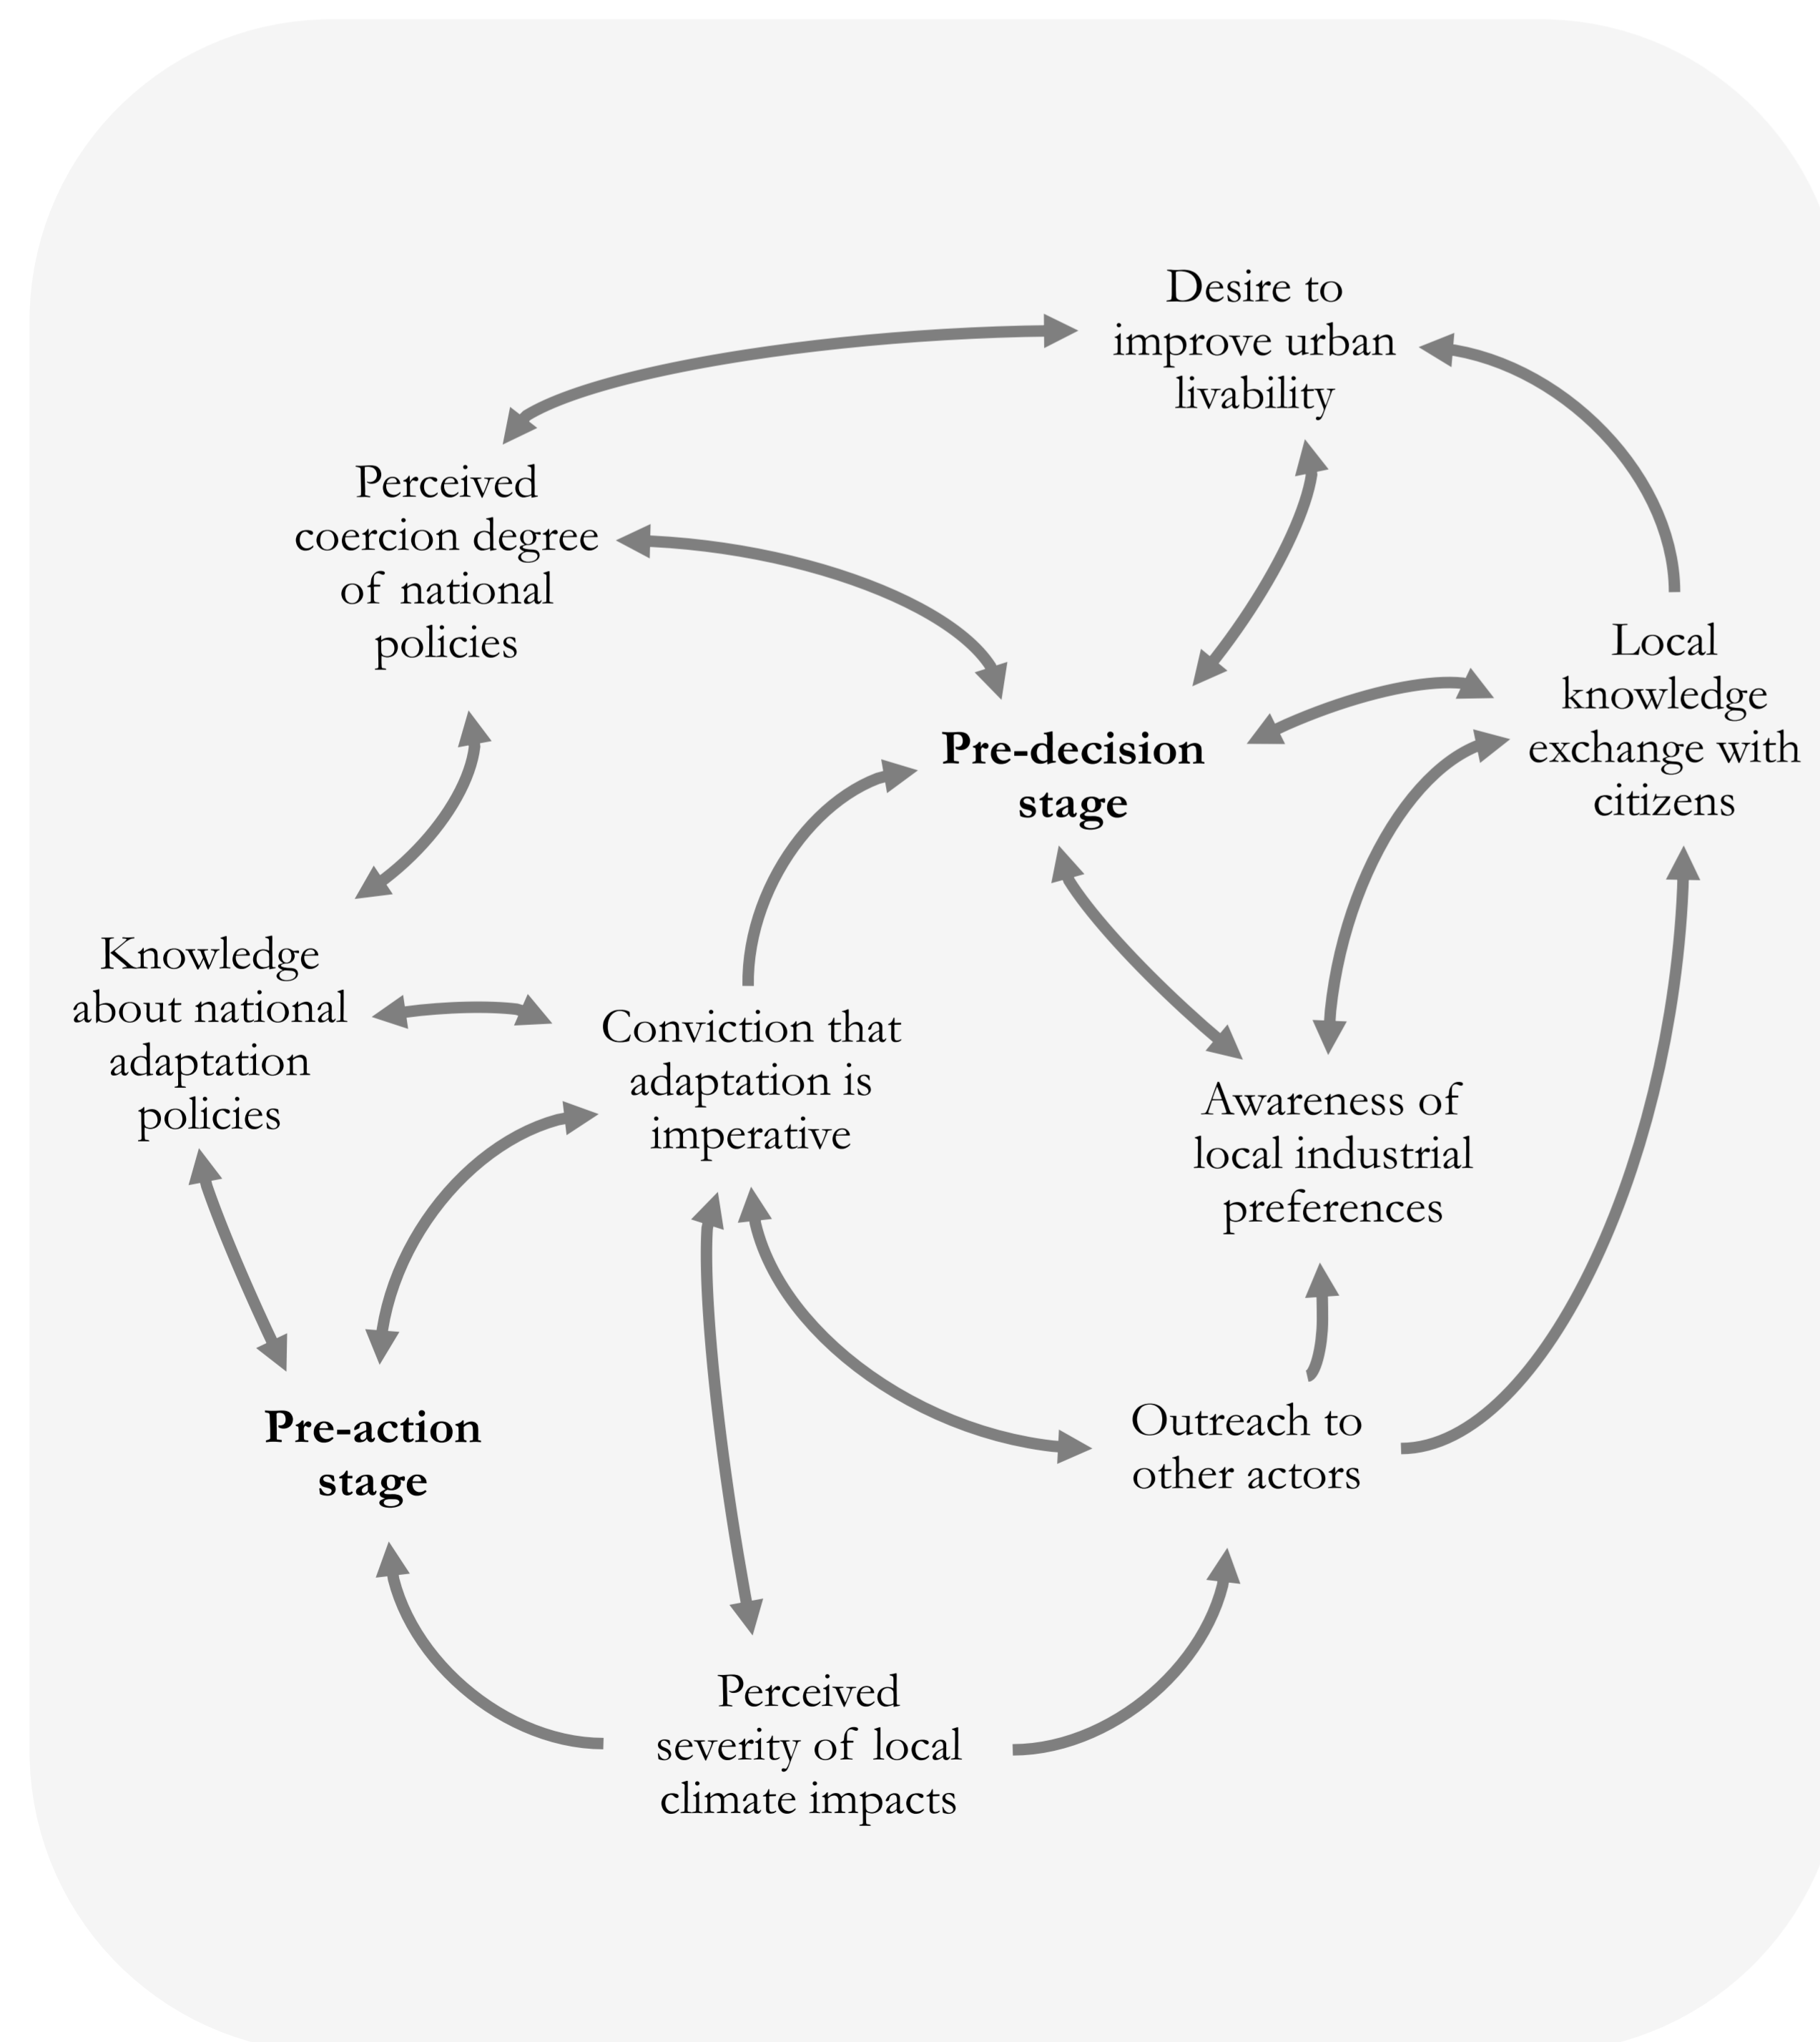 Desire to
improve urban
livability
Perceived
coercion degree
of national
policies
Local
knowledge
exchange with
citizens
Pre-decision
stage
Knowledge
about national
adaptation
policies
Conviction that
adaptation is
imperative
Awareness of
local industrial
preferences
Pre-action
stage
Outreach to
other actors
Perceived
severity of local
climate impacts